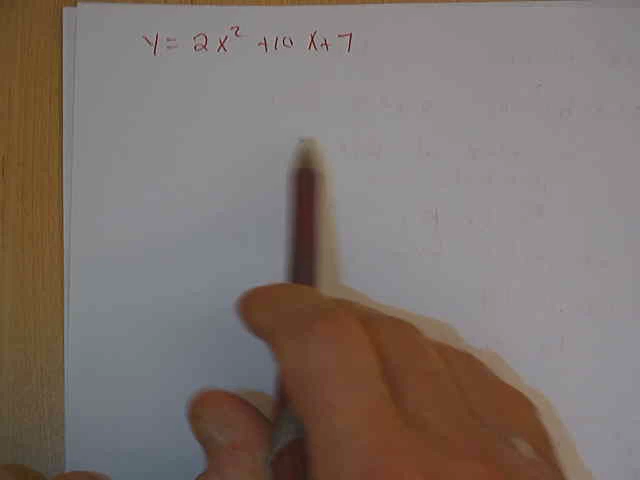 y = 2x² +10 x+7